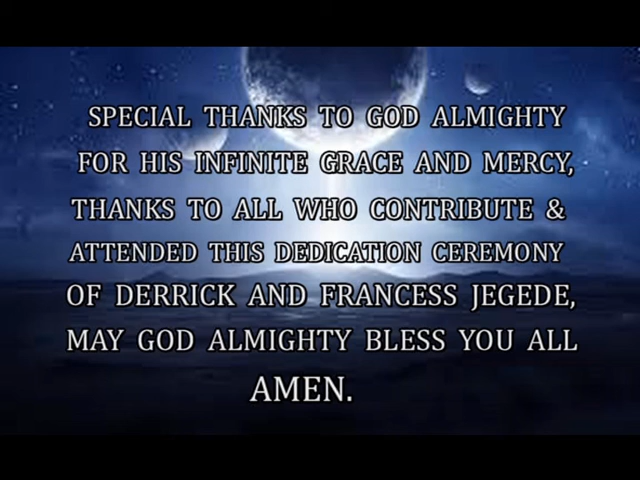 SPECIAL THANKS TO GOD ALMIGHTY
FOR HIS INFINITE GRACE AND MERCY,
THANKS TO ALL WHO CONTRIBUTE &
ATTENDED THIS DEDICATION CEREMONY
OF DERRICK AND FRANCESS JEGEDE,
MAY GOD ALMIGHTY BLESS YOU ALL
AMEN.